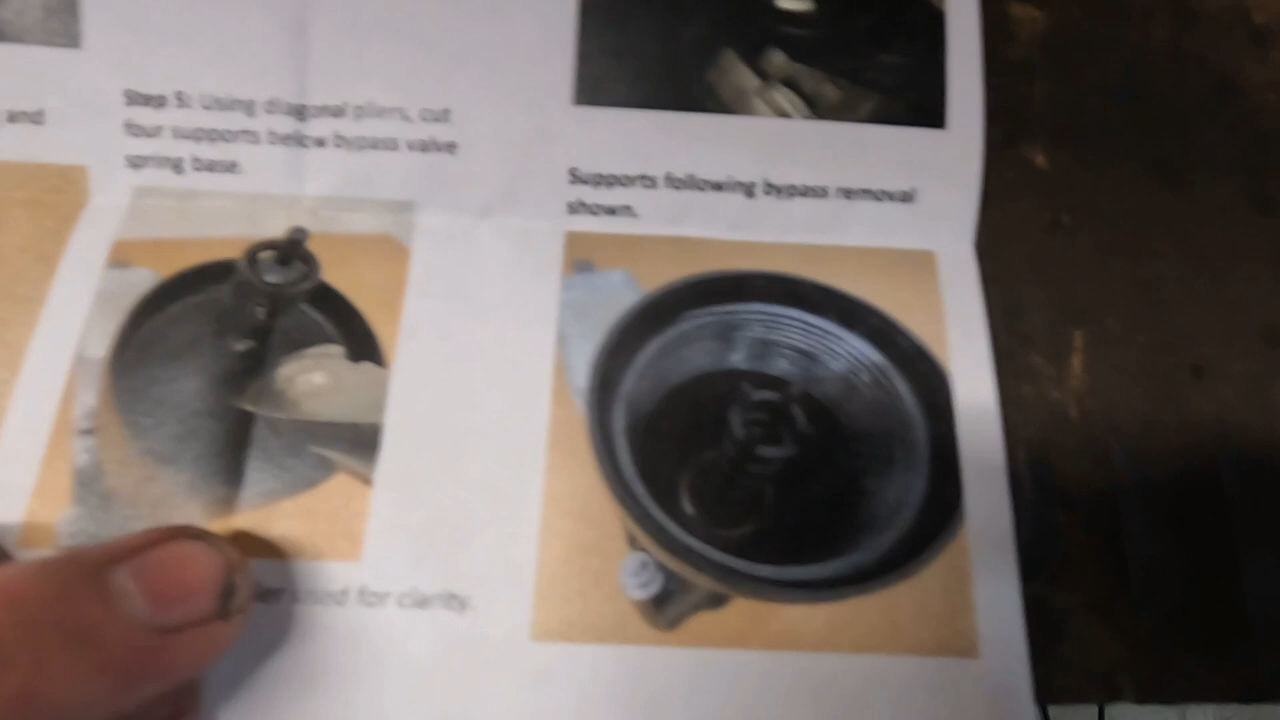 and
Step 5: Using diagonal pliers, cut
four supports below bypass valve
spring base.
Supports following bypass removal
shown.
used for clarity.